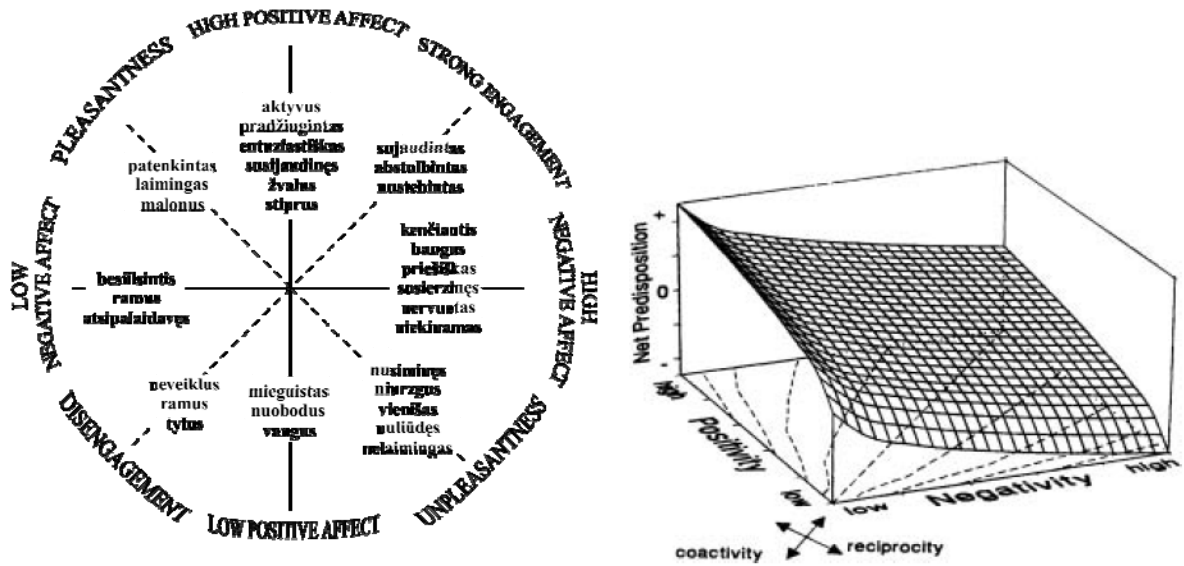 HIGH POSITIVE AFFECT
STRONG ENGAGEMENT
HIGH
NEGATIVE AFFECT
UNPLEASANTNESS
LOW POSITIVE AFFECT
DISENGAGEMENT
LOW
NEGATIVE AFFECT
PLEASANTNESS
aktyvus
pradžiugintas
entuziastiškas
susijaudinęs
žvalus
stiprus
sujaudintas
abstulbintas
nustebintas
kenčiantis
baugus
priešiškas
susierzinęs
nervuotas
niekinamas
nusiminęs
niurzgus
vienišas
nuliūdęs
nelaimingas
mieguistas
nuobodus
vangus
neveiklus
ramus
tylus
besiilsintis
ramus
atsipalaidavęs
patenkintas
laimingas
malonus
Net Predisposition
+
0
-
high
Positivity
low
low
Negativity
high
coactivity
reciprocity